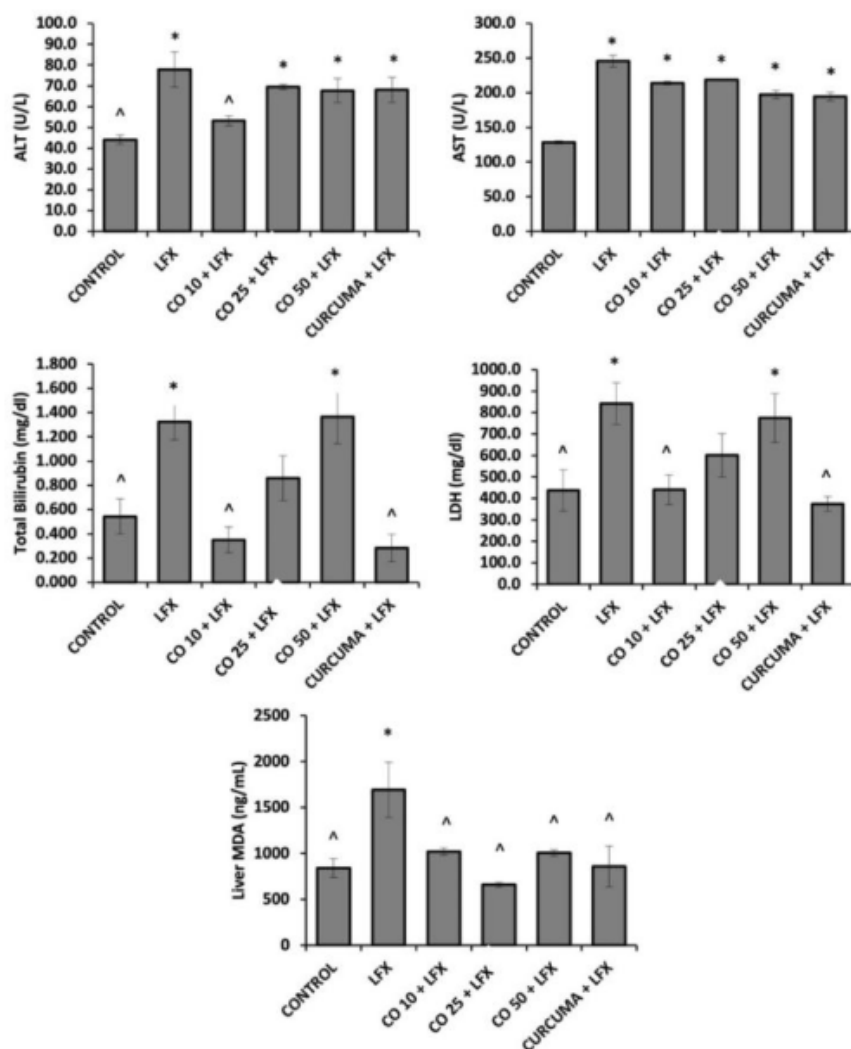 ALT (U/L)
100.0
90.0
80.0
70.0
60.0
50.0
40.0
30.0
20.0
10.0
0.0
^
*
^
*
*
*
CONTROL
LFX
CO 10 + LFX
CO 25 + LFX
CO 50 + LFX
CURCUMA + LFX
AST (U/L)
300.0
250.0
200.0
150.0
100.0
50.0
0.0
*
*
*
*
*
CONTROL
LFX
CO 10 + LFX
CO 25 + LFX
CO 50 + LFX
CURCUMA + LFX
Total Bilirubin (mg/dl)
1.800
1.600
1.400
1.200
1.000
0.800
0.600
0.400
0.200
0.000
^
*
^
*
^
CONTROL
LFX
CO 10 + LFX
CO 25 + LFX
CO 50 + LFX
CURCUMA + LFX
LDH (mg/dl)
1000.0
900.0
800.0
700.0
600.0
500.0
400.0
300.0
200.0
100.0
0.0
^
*
^
*
^
CONTROL
LFX
CO 10 + LFX
CO 25 + LFX
CO 50 + LFX
CURCUMA + LFX
Liver MDA (ng/mL)
2500
2000
1500
1000
500
0
^
*
^
^
^
^
CONTROL
LFX
CO 10 + LFX
CO 25 + LFX
CO 50 + LFX
CURCUMA + LFX